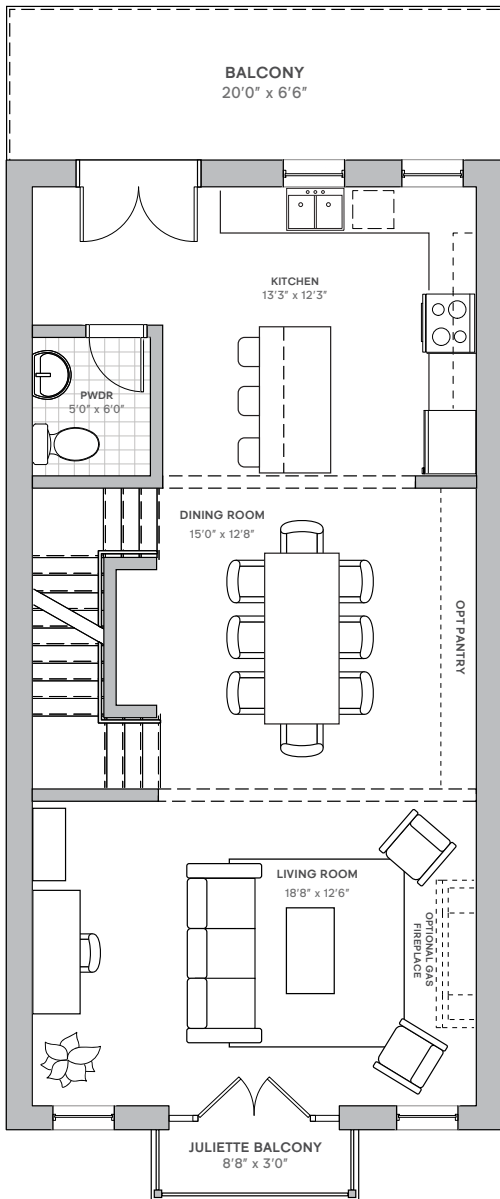 BALCONY
20'0" x 6'6"
KITCHEN
13'3" x 12'3"
PWDR
5'0" x 6'0"
DINING ROOM
15'0" x 12'8"
OPT PANTRY
LIVING ROOM
18'8" x 12'6"
OPTIONAL GAS
FIREPLACE
JULIETTE BALCONY
8'8" x 3'0"